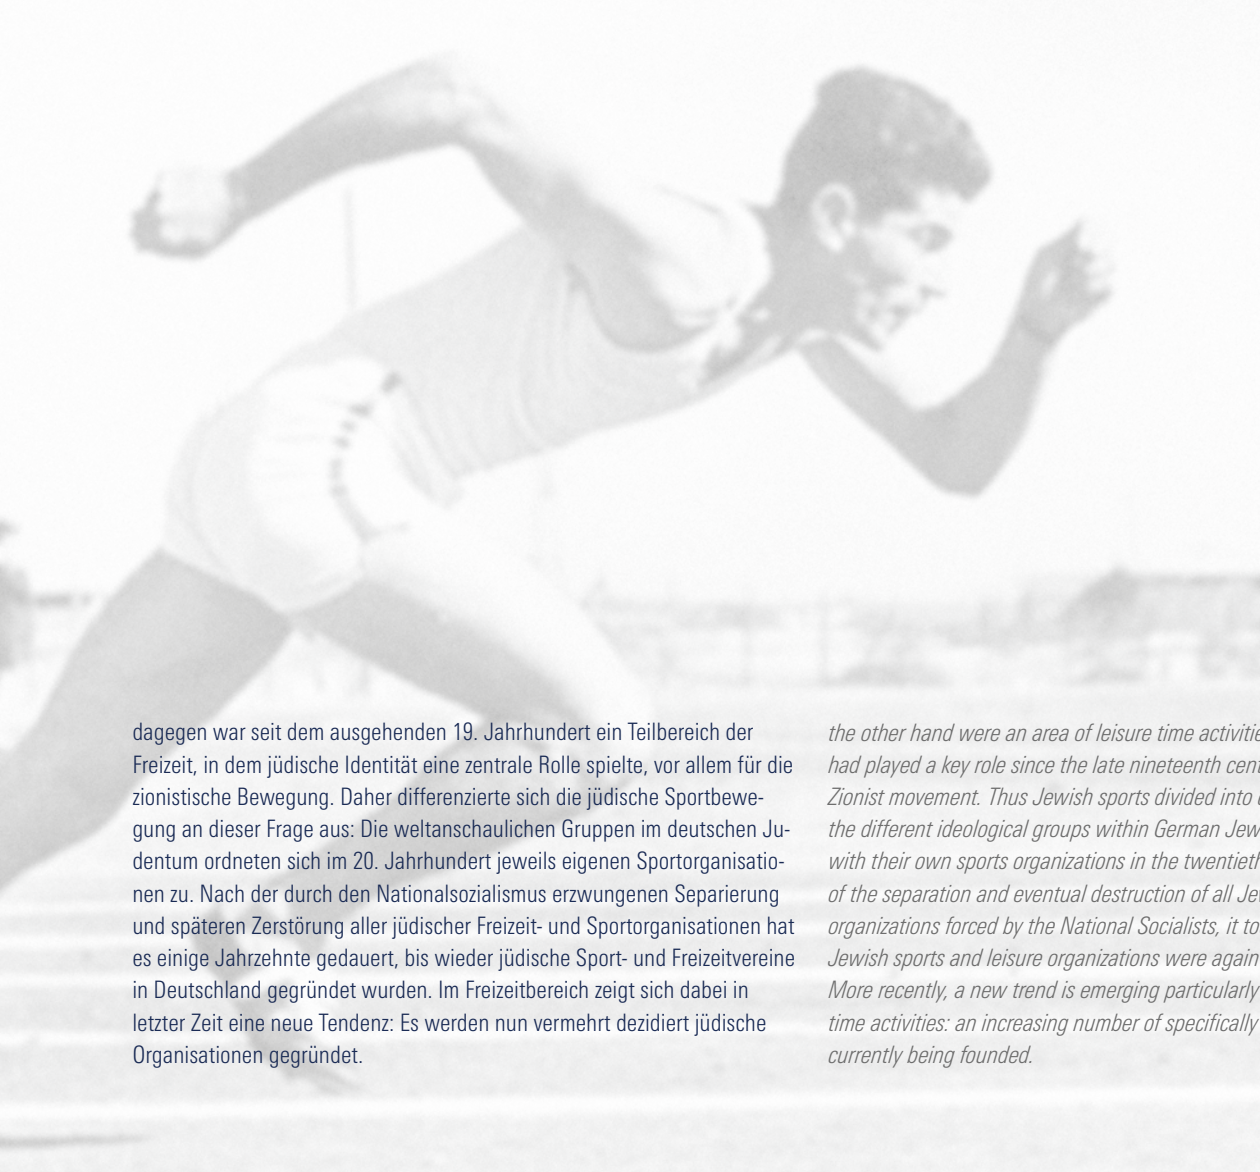 dagegen war seit dem ausgehenden 19. Jahrhundert ein Teilbereich der
Freizeit, in dem jüdische Identität eine zentrale Rolle spielte, vor allem für die
zionistische Bewegung. Daher differenzierte sich die jüdische Sportbewe-
gung an dieser Frage aus: Die weltanschaulichen Gruppen im deutschen Ju-
dentum ordneten sich im 20. Jahrhundert jeweils eigenen Sportorganisatio-
nen zu. Nach der durch den Nationalsozialismus erzwungenen Separierung
und späteren Zerstörung aller jüdischer Freizeit- und Sportorganisationen hat
es einige Jahrzehnte gedauert, bis wieder jüdische Sport- und Freizeitvereine
in Deutschland gegründet wurden. Im Freizeitbereich zeigt sich dabei in
letzter Zeit eine neue Tendenz: Es werden nun vermehrt dezidiert jüdische
Organisationen gegründet.
the other hand were an area of leisure time
had played a key role since the late nineteenth
Zionist movement. Thus Jewish sports divided into
the different ideological groups within German
with their own sports organizations in the
of the separation and eventual destruction of all
organizations forced by the National Socialists, it
Jewish sports and leisure organizations were again
More recently, a new trend is emerging particularly
time activities: an increasing number of specifically
currently being founded.